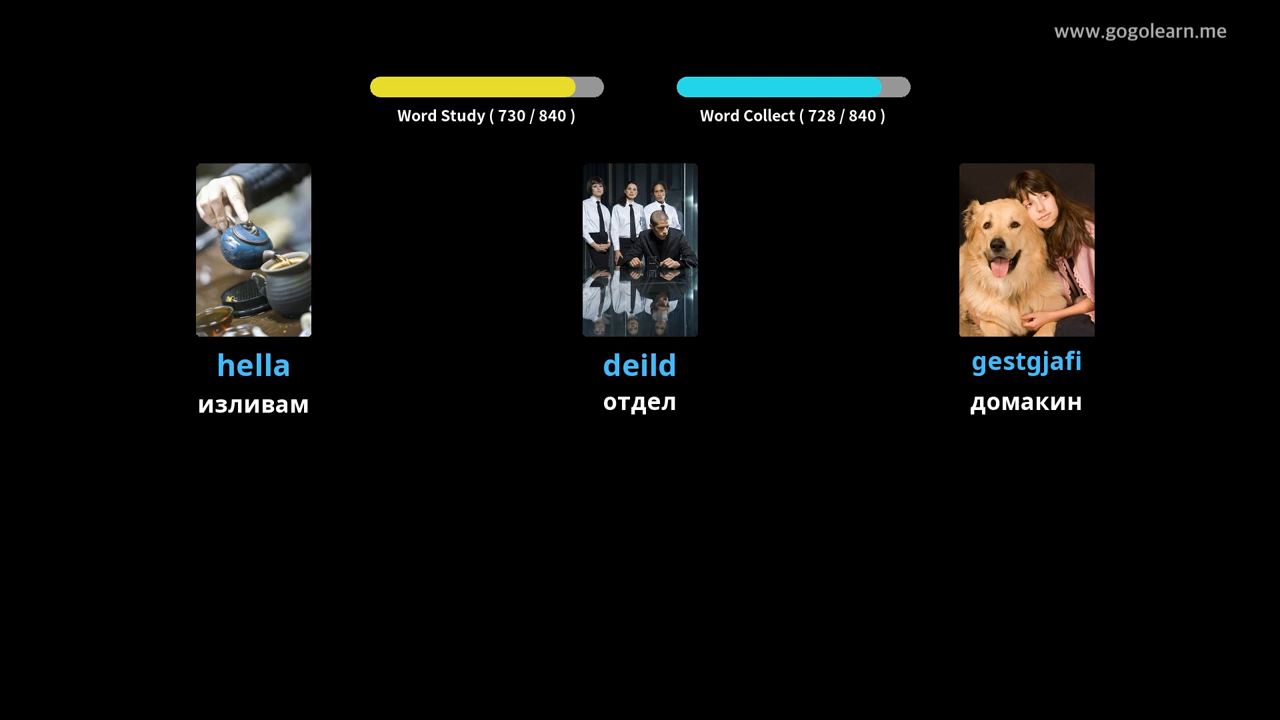 www.gogolearn.me
Word Study ( 730 / 840 )
Word Collect ( 728 / 840 )
hella
изливам
deild
отдел
gestgjafi
домакин